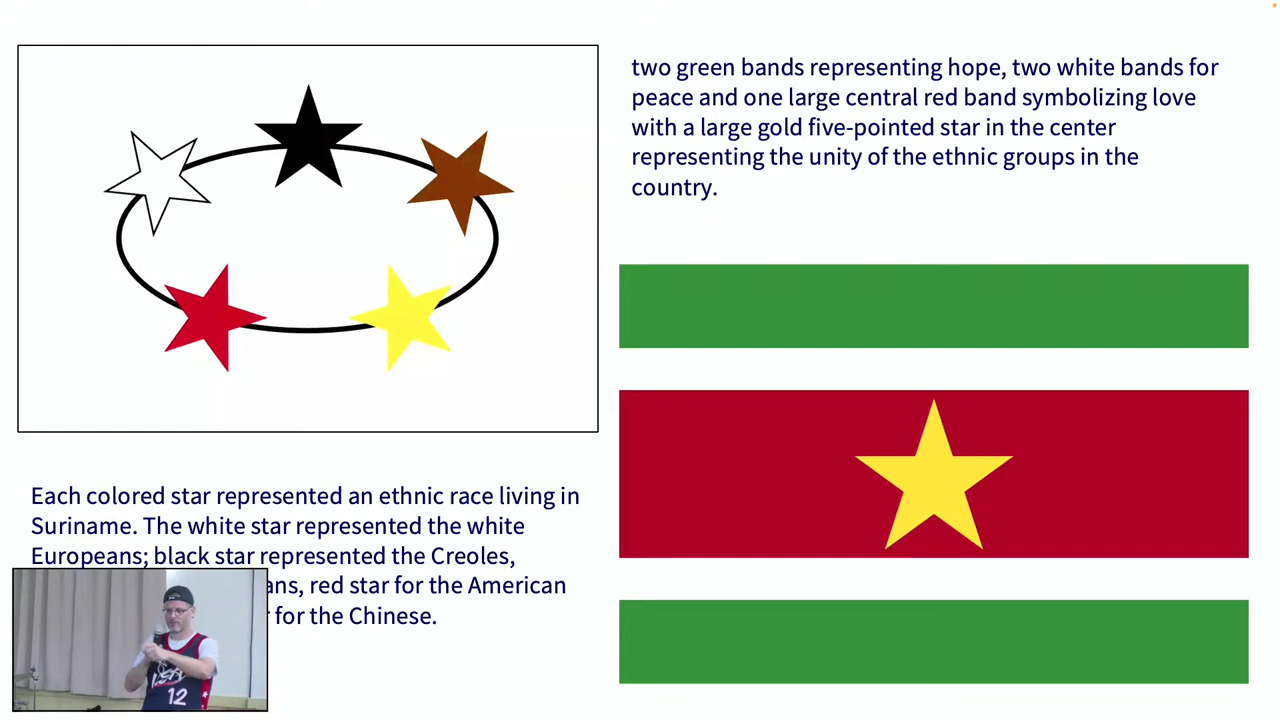 two green bands representing hope, two white bands for
peace and one large central red band symbolizing love
with a large gold five-pointed star in the center
representing the unity of the ethnic groups in the
country.
Each colored star represented an ethnic race living in
Suriname. The white star represented the white
Europeans; black star represented the Creoles,
ans, red star for the American
for the Chinese.
USA
12